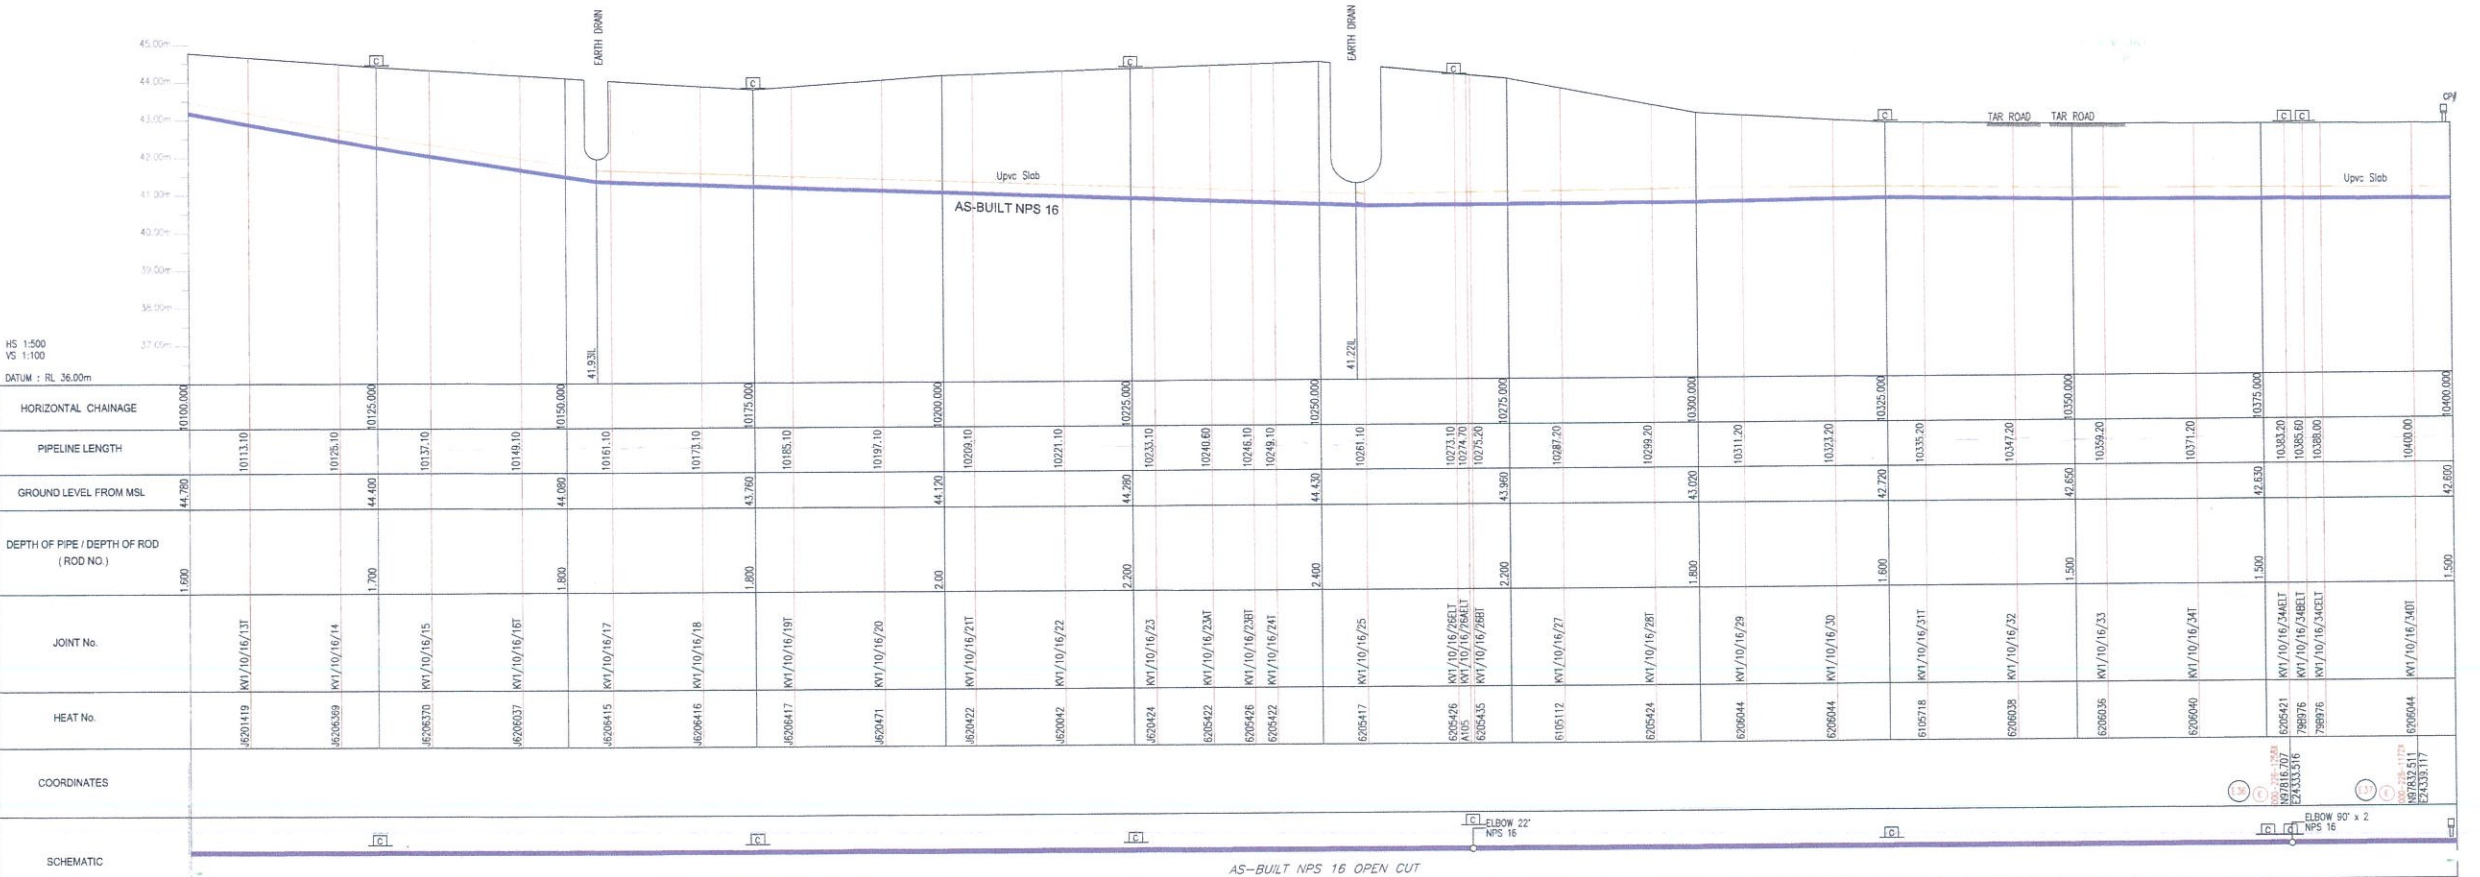 EARTH DRAIN
EARTH DRAIN
45.00m
44.00m
43.00m
42.00m
41.00m
40.00m
39.00m
38.00m
37.00m
C
C
C
C
C
C C
TAR ROAD TAR ROAD
Upvc Slab
Upvc Slab
AS-BUILT NPS 16
HS 1:500
VS 1:100
DATUM : RL 36.00m
41.93IL
41.22IL
HORIZONTAL CHAINAGE
10100.000 10125.000 10150.000 10175.000 10200.000 10225.000 10250.000 10275.000 10300.000 10325.000 10350.000 10375.000 10400.000
PIPELINE LENGTH
10113.10 10125.10 10137.10 10149.10 10161.10 10173.10 10185.10 10197.10 10209.10 10221.10 10233.10 10240.60 10246.10 10249.10 10261.10 10273.10 10274.70 10275.20 10287.20 10299.20 10311.20 10323.20 10335.20 10347.20 10359.20 10371.20 10383.20 10385.60 10388.00 10400.00
GROUND LEVEL FROM MSL
44.780 44.400 44.080 43.760 44.120 44.280 44.430 43.960 43.020 42.720 42.650 42.630 42.600
DEPTH OF PIPE / DEPTH OF ROD
( ROD NO.)
1.600 1.700 1.800 1.800 2.00 2.200 2.400 2.200 1.800 1.600 1.500 1.500 1.500
JOINT No.
KV1/10/16/13T KV1/10/16/14 KV1/10/16/15 KV1/10/16/16T KV1/10/16/17 KV1/10/16/18 KV1/10/16/19T KV1/10/16/20 KV1/10/16/21T KV1/10/16/22 KV1/10/16/23 KV1/10/16/23AT KV1/10/16/23BT KV1/10/16/24T KV1/10/16/25 KV1/10/16/26ELT KV1/10/16/26AELT KV1/10/16/26BT KV1/10/16/27 KV1/10/16/28T KV1/10/16/29 KV1/10/16/30 KV1/10/16/31T KV1/10/16/32 KV1/10/16/33 KV1/10/16/34T KV1/10/16/34AELT KV1/10/16/34BELT KV1/10/16/34CELT KV1/10/16/34DT
HEAT No.
J6201419 J6206369 J6206370 J6206037 J6206415 J6206416 J6206417 J620471 J620422 J620042 J620424 6205422 6205426 6205422 6205417 6205426 A105 6205435 6105112 6205424 6206044 6206044 6105718 6206038 6206036 6206040 6205421 798976 798976 6206044
COORDINATES
E36 E
N97816.707
E24333.516
E37 E
N97832.511
E24339.117
SCHEMATIC
C
C
C
C
ELBOW 22°
NPS 16
C
C C
ELBOW 90° x 2
NPS 16
AS-BUILT NPS 16 OPEN CUT